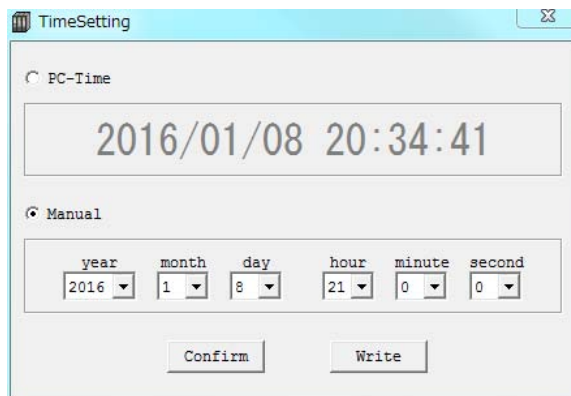 TimeSetting
PC-Time
2016/01/08 20:34:41
Manual
year month day hour minute second
2016 1 8 21 0 0
Confirm Write